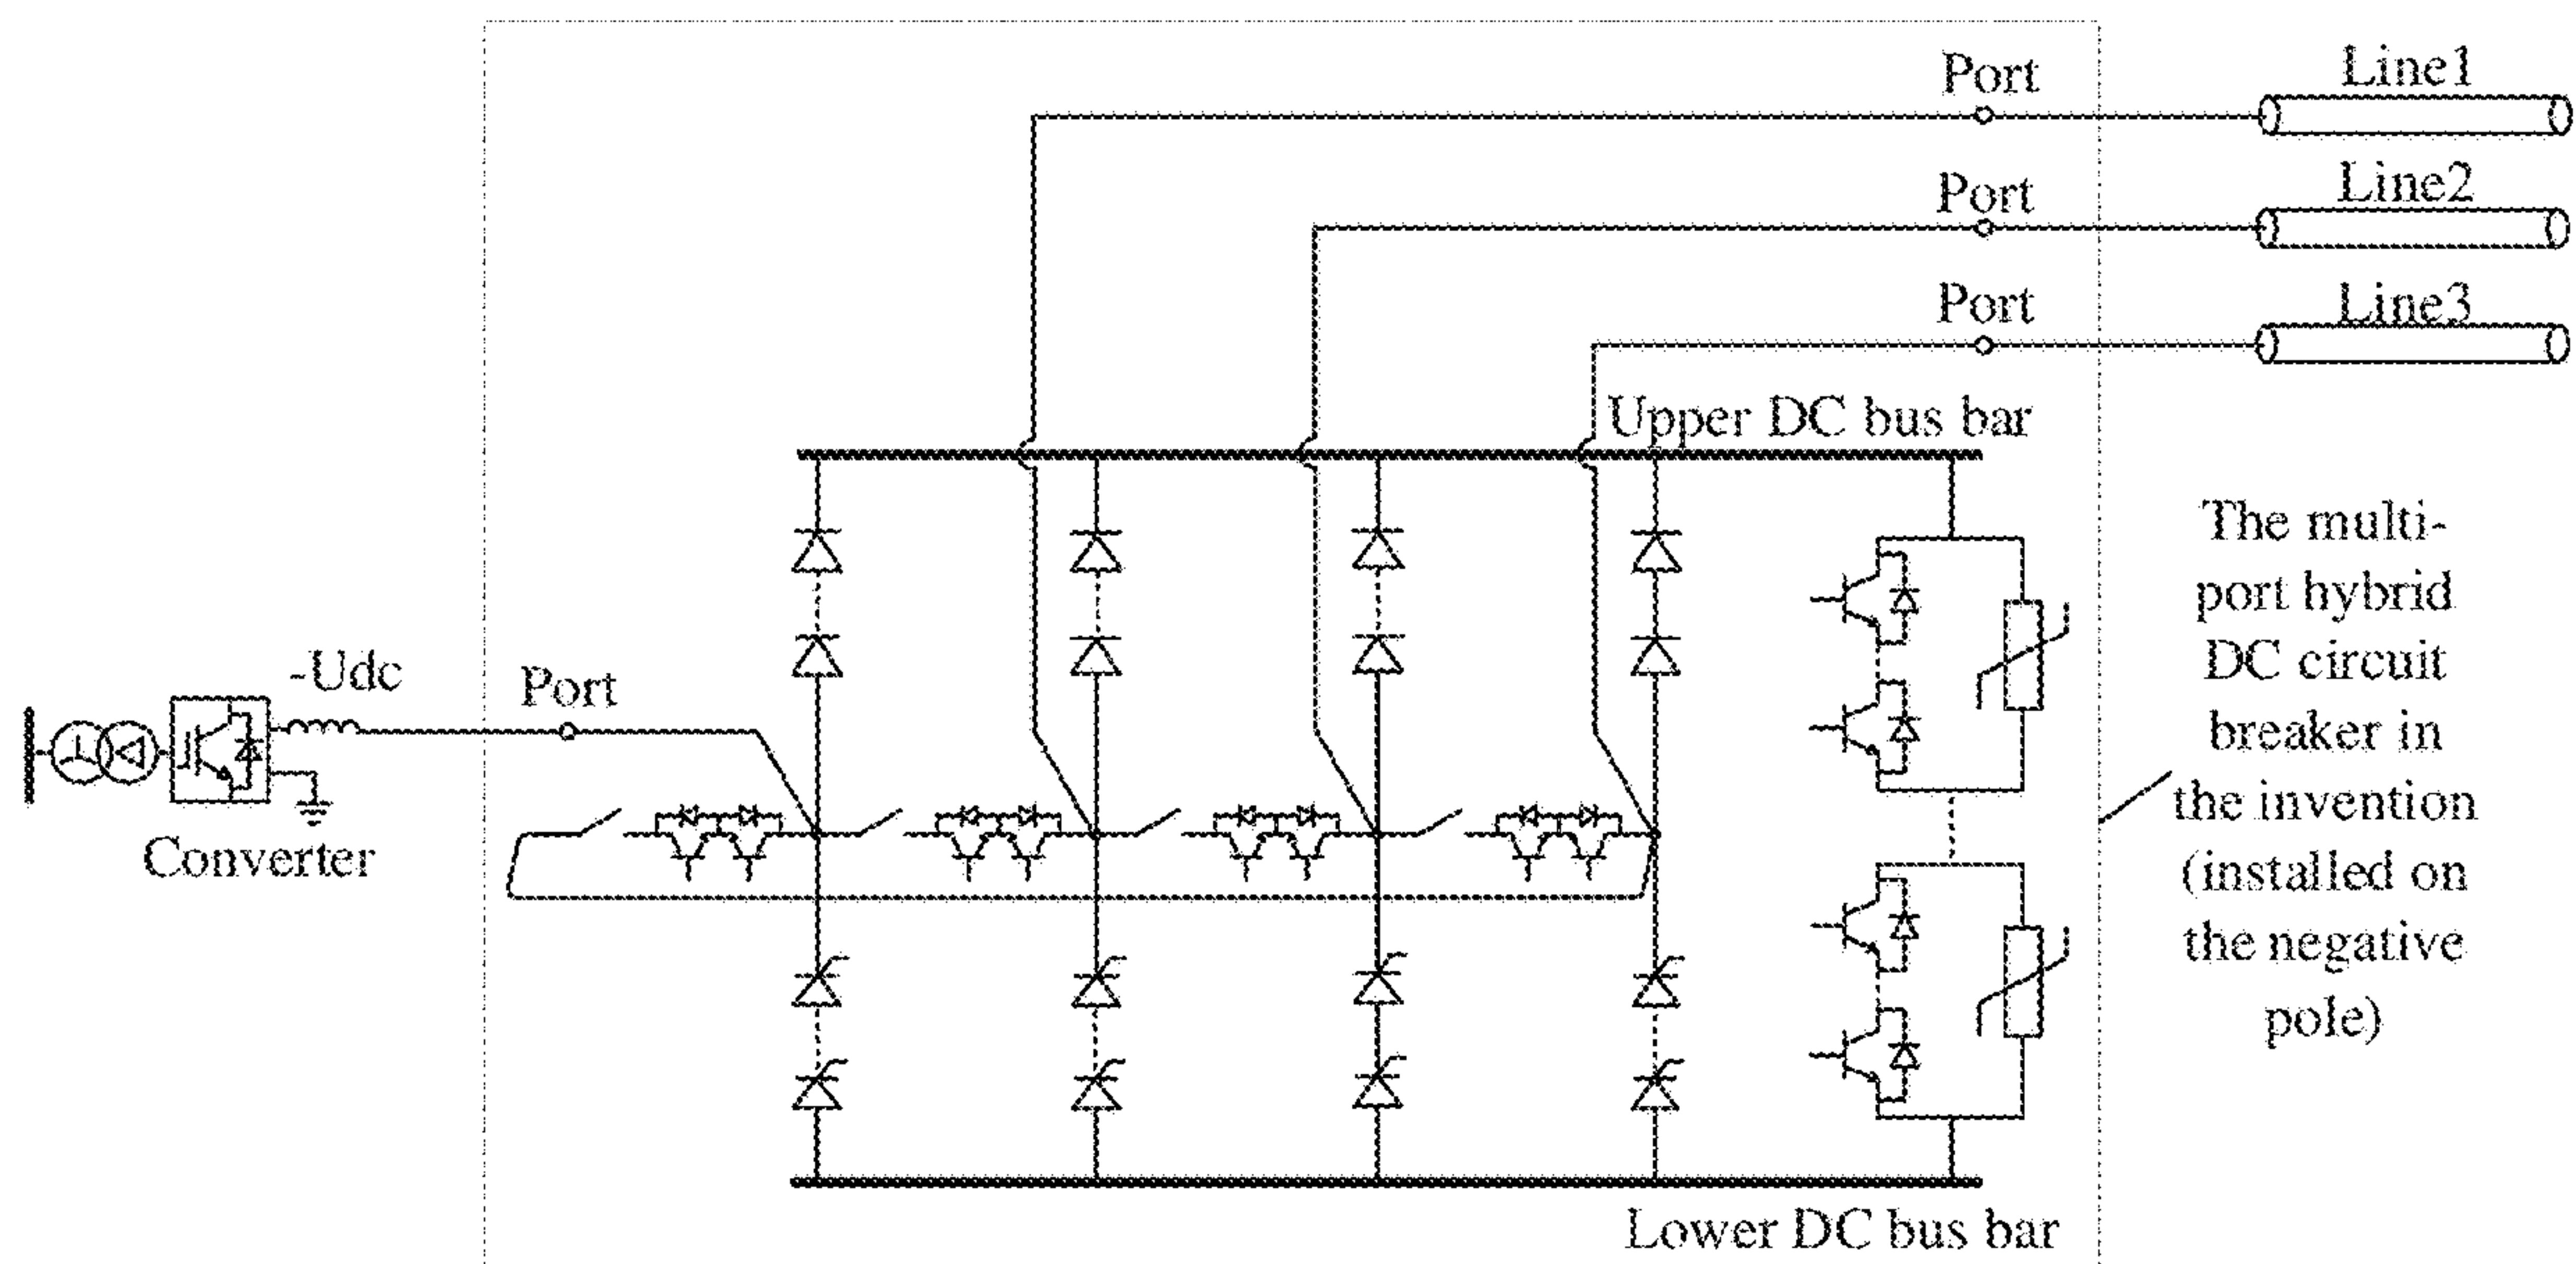 Port
Line1
Port
Line2
Port
Line3
Upper DC bus bar
-Udc
Port
Converter
The multi-
port hybrid
DC circuit
breaker in
the invention
(installed on
the negative
pole)
Lower DC bus bar